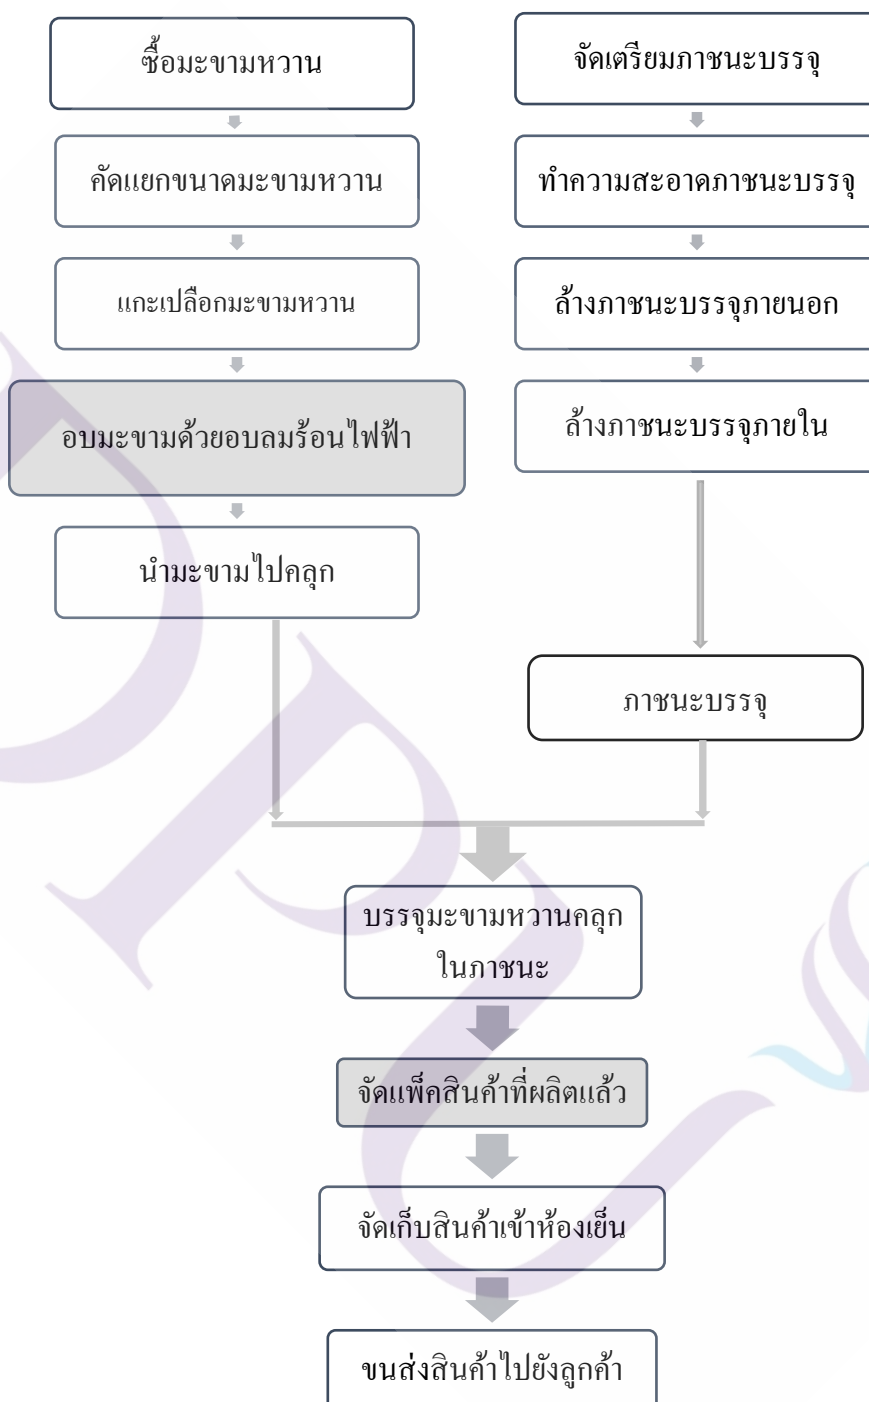 ซื้อมะขามหวาน
คัดแยกขนาดมะขามหวาน
แกะเปลือกมะขามหวาน
อบมะขามด้วยอบลมร้อนไฟฟ้า
นำมะขามไปคลุก
จัดเตรียมภาชนะบรรจุ
ทำความสะอาดภาชนะบรรจุ
ล้างภาชนะบรรจุภายนอก
ล้างภาชนะบรรจุภายใน
ภาชนะบรรจุ
บรรจุมะขามหวานคลุก
ในภาชนะ
จัดแพ็คสินค้าที่ผลิตแล้ว
จัดเก็บสินค้าเข้าห้องเย็น
ขนส่งสินค้าไปยังลูกค้า